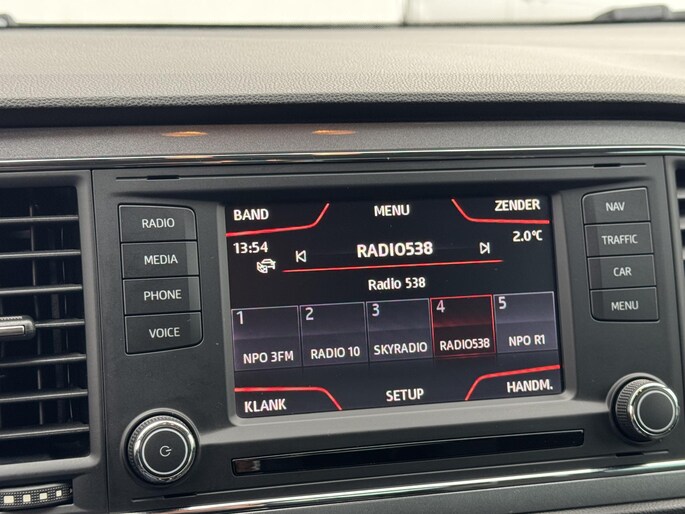 RADIO
MEDIA
PHONE
VOICE
BAND
MENU
ZENDER
13:54
RADIO538
2.0°C
Radio 538
1
2
3
4
5
NPO 3FM
RADIO 10
SKYRADIO
RADIO538
NPO R1
KLANK
SETUP
HANDM.
NAV
TRAFFIC
CAR
MENU